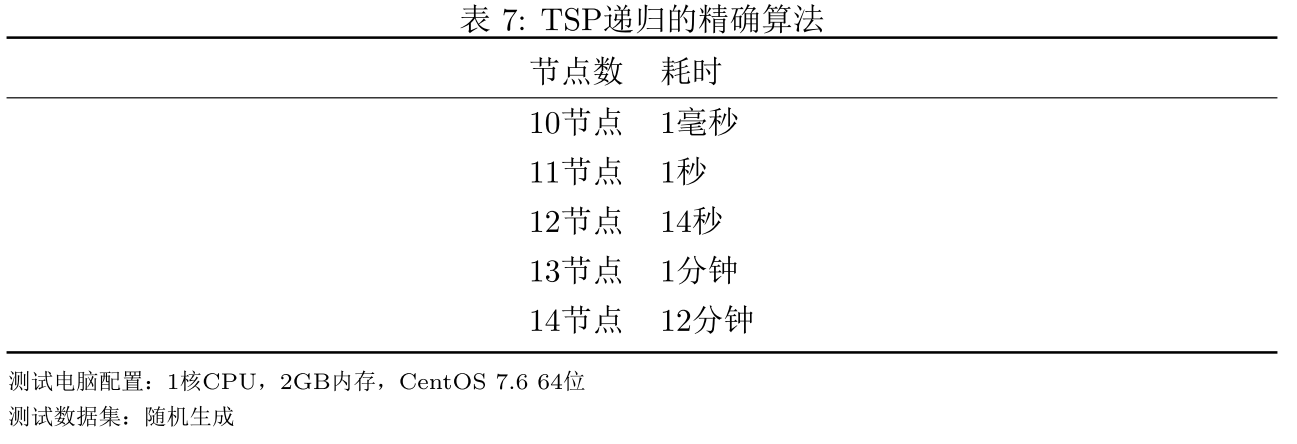 表 7: TSP递归的精确算法
节点数 耗时
10节点 1毫秒
11节点 1秒
12节点 14秒
13节点 1分钟
14节点 12分钟
测试电脑配置：1核CPU，2GB内存，CentOS 7.6 64位
测试数据集：随机生成